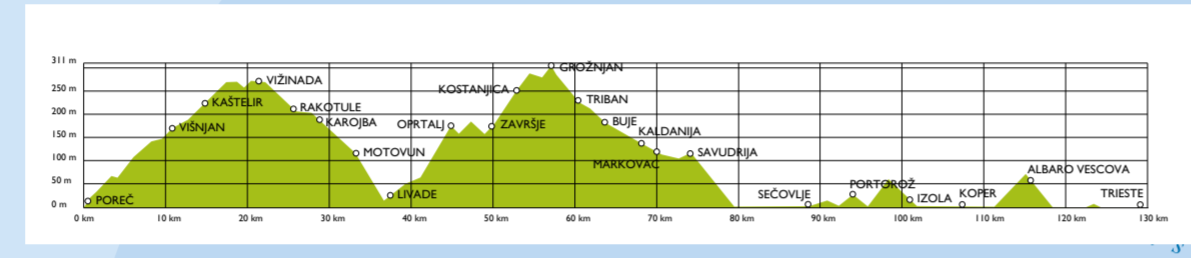 311 m
GROŽNJAN
250 m
VIŽINADA
KOSTANJICA
KAŠTELIR
RAKOTULE
TRIBAN
200 m
VIŠNJAN
KAROJBA
OPRTALJ
ZAVRŠJE
BUJE
KALDANIJA
150 m
MOTOVUN
MARKOVAC
SAVUDRIJA
100 m
ALBARO VESCOVA
50 m
POREČ
LIVADE
SEČOVLJE
PORTOROŽ
IZOLA
KOPER
TRIESTE
0 m
0 km 10 km 20 km 30 km 40 km 50 km 60 km 70 km 80 km 90 km 100 km 110 km 120 km 130 km